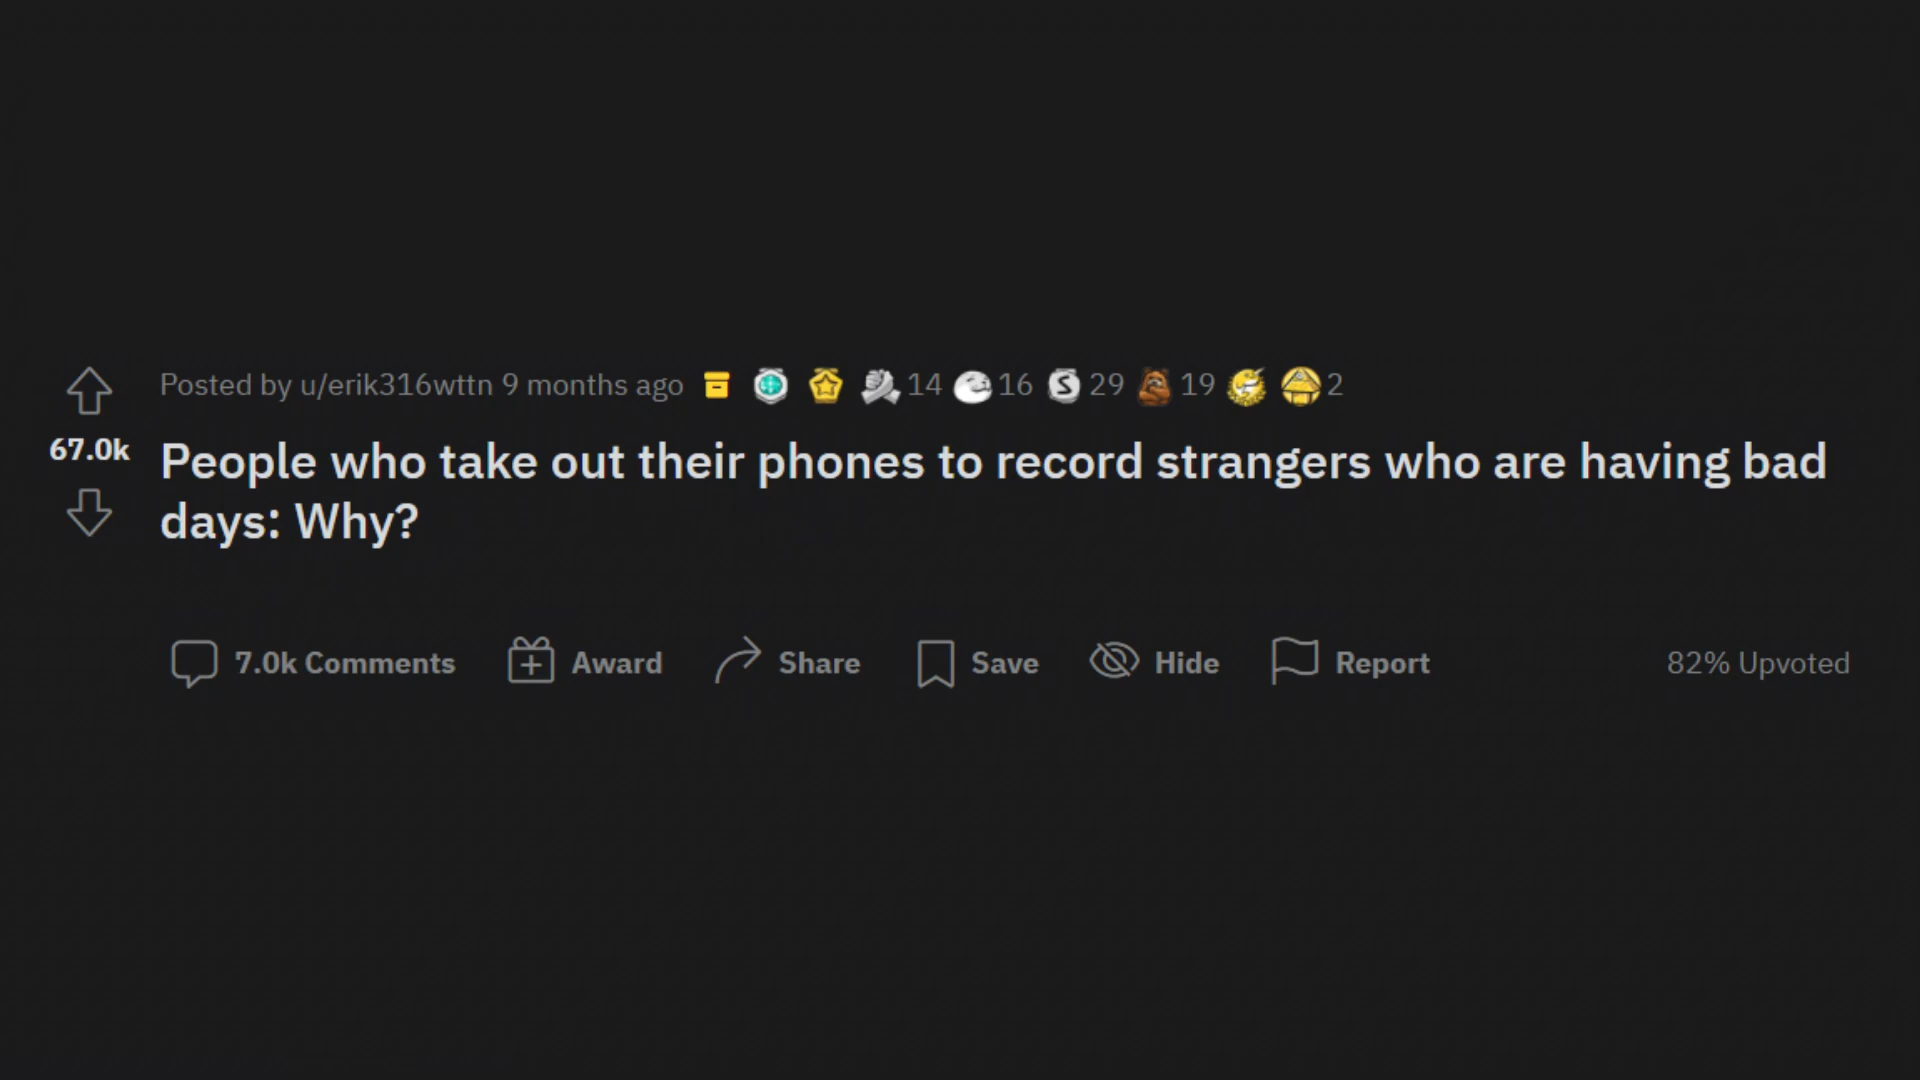 Posted by u/erik316wttn 9 months ago 14 16 S 29 19 2
67.0k
People who take out their phones to record strangers who are having bad
days: Why?
7.0k Comments Award Share Save Hide Report 82% Upvoted